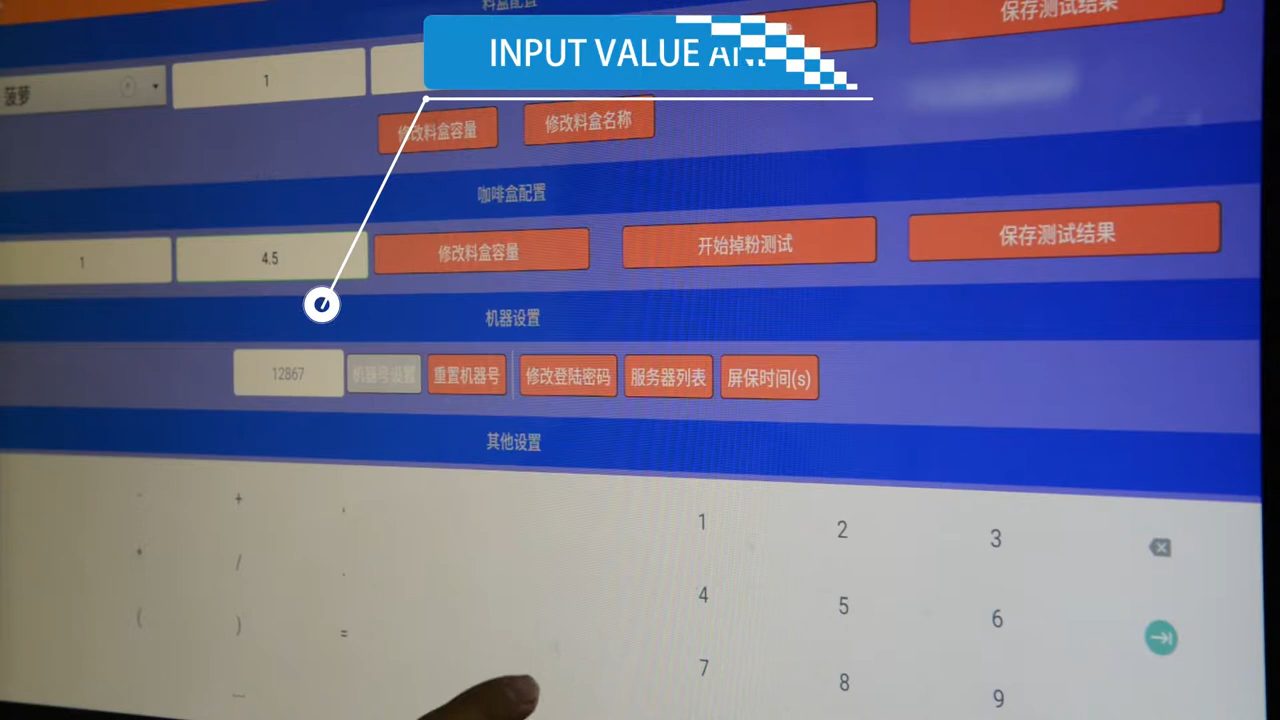 料盒配置
保存测试结果
INPUT VALUE AND
菠萝
1
修改料盒容量
修改料盒名称
咖啡盒配置
1
4.5
修改料盒容量
开始掉粉测试
保存测试结果
机器设置
12867
机器号设置
重置机器号
修改登陆密码
服务器列表
屏保时间(s)
其他设置
- + , 1 2 3
* / . 4 5 6
( ) = 7 8 9